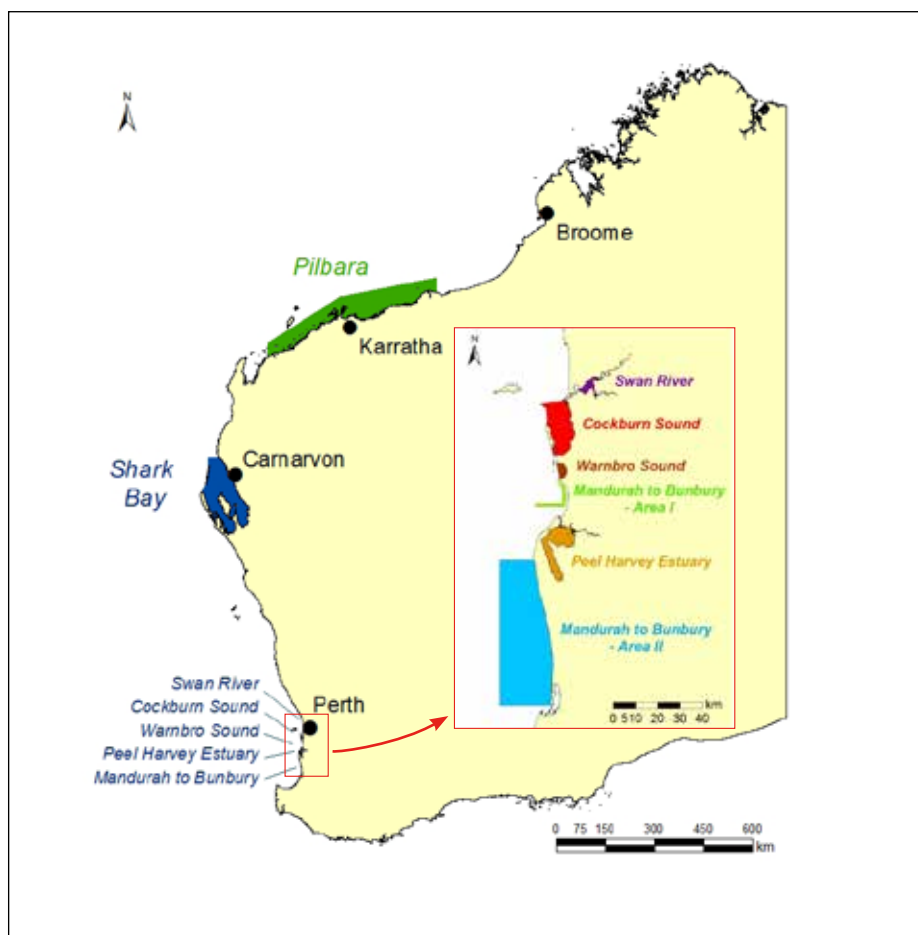 N
Broome
Pilbara
Karratha
N
Swan River
Cockburn Sound
Carnarvon
Shark
Bay
Warnbro Sound
Mandurah to Bunbury
- Area I
Peel Harvey Estuary
Mandurah to Bunbury
- Area II
km
0 510 20 30 40
Swan River
Cockburn Sound
Warnbro Sound
Peel Harvey Estuary
Mandurah to Bunbury
Perth
0 75 150 300 450 600
km